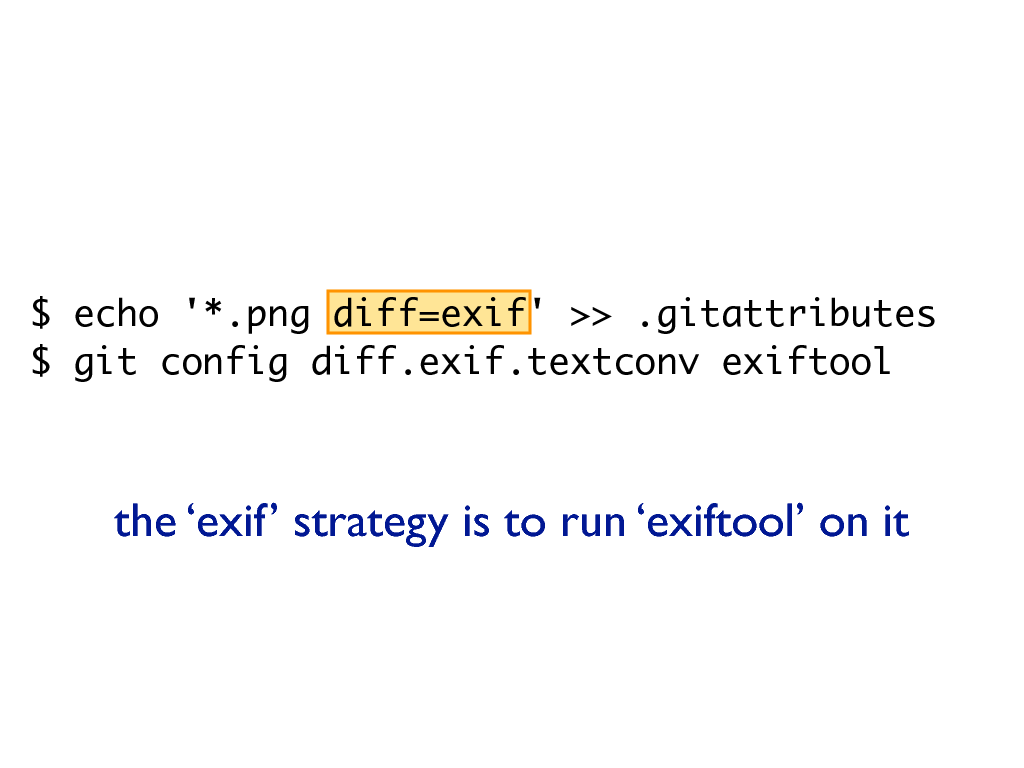 $ echo '*.png diff=exif' >> .gitattributes
$ git config diff.exif.textconv exiftool
the ‘exif’ strategy is to run ‘exiftool’ on it